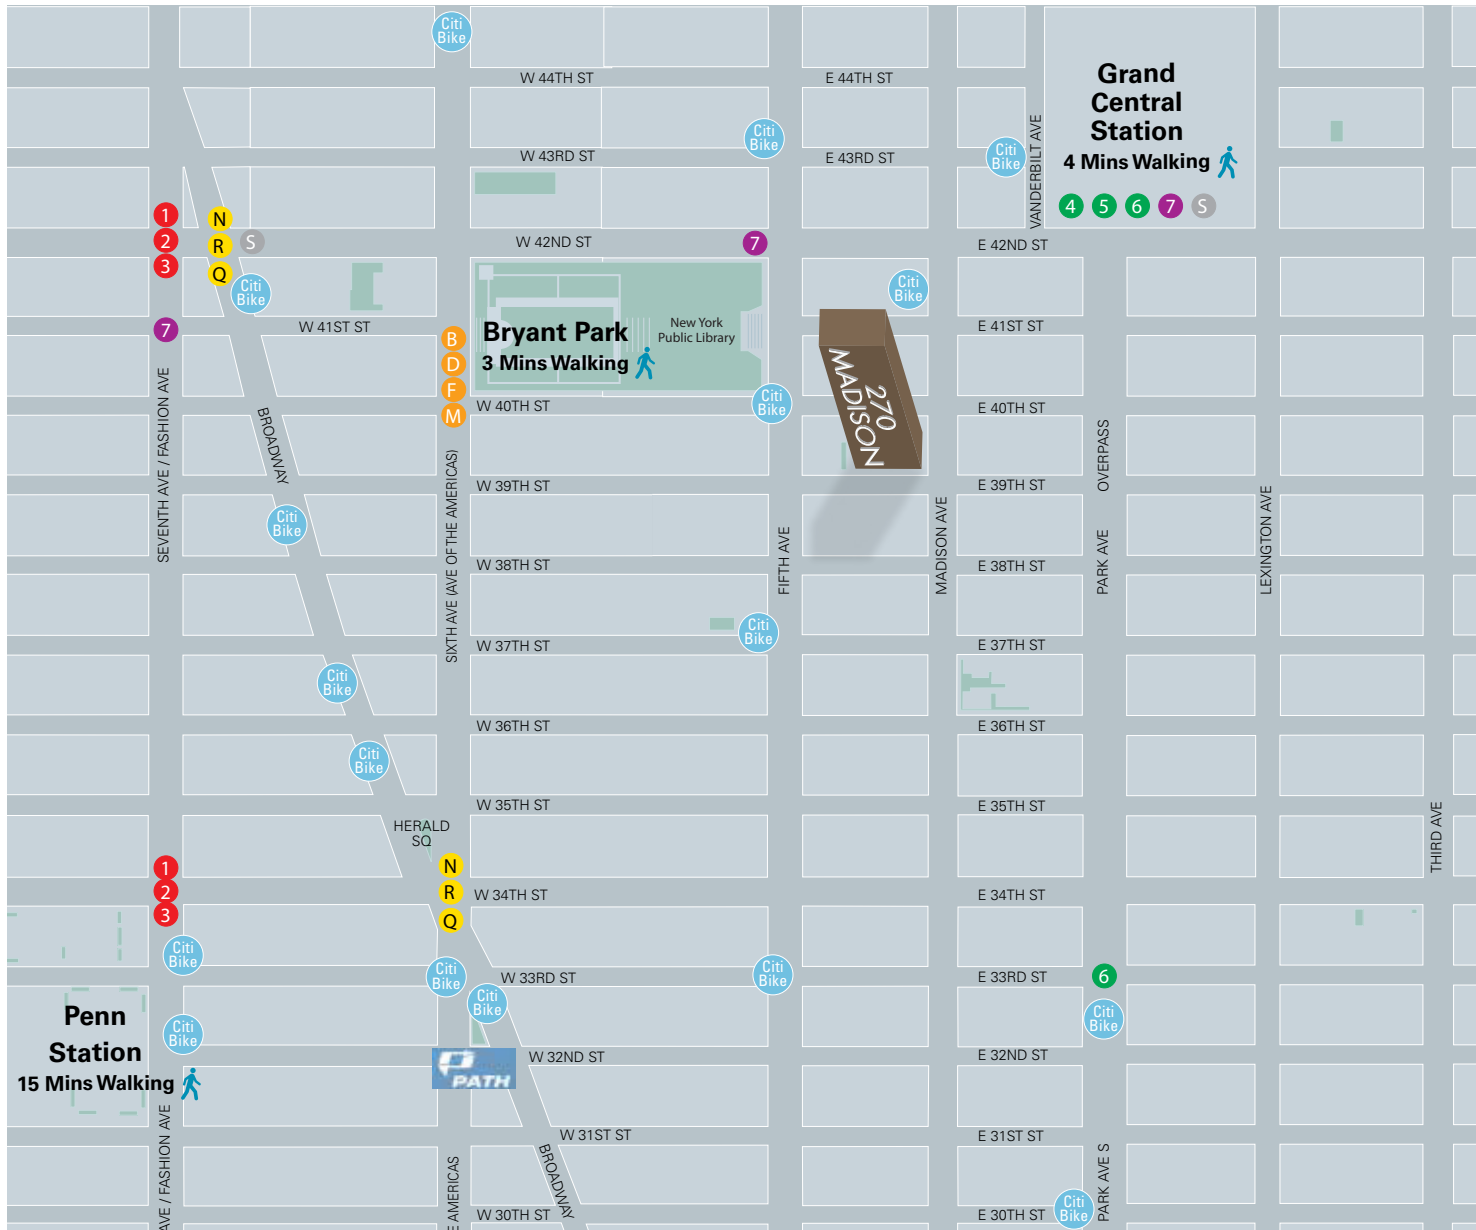 Citi
Bike
W 44TH ST
E 44TH ST
Grand
Central
Station
4 Mins Walking
4 5 6 7 S
VANDERBILT AVE
Citi
Bike
Citi
Bike
W 43RD ST
E 43RD ST
1
2
3
N
R
Q
S
W 42ND ST
7
E 42ND ST
Citi
Bike
Citi
Bike
7
W 41ST ST
E 41ST ST
B
D
F
M
Bryant Park
3 Mins Walking
New York
Public Library
270
MADISON
Citi
Bike
W 40TH ST
E 40TH ST
SEVENTH AVE / FASHION AVE
BROADWAY
SIXTH AVE (AVE OF THE AMERICAS)
FIFTH AVE
MADISON AVE
PARK AVE OVERPASS
LEXINGTON AVE
THIRD AVE
W 39TH ST
E 39TH ST
Citi
Bike
W 38TH ST
E 38TH ST
Citi
Bike
W 37TH ST
E 37TH ST
Citi
Bike
W 36TH ST
E 36TH ST
Citi
Bike
W 35TH ST
E 35TH ST
HERALD
SQ
1
2
3
N
R
Q
W 34TH ST
E 34TH ST
Citi
Bike
Citi
Bike
Citi
Bike
Citi
Bike
W 33RD ST
E 33RD ST
6
Citi
Bike
Penn
Station
15 Mins Walking
Citi
Bike
PATH
W 32ND ST
E 32ND ST
W 31ST ST
E 31ST ST
AVE / FASHION AVE
E AMERICAS
BROADWAY
PARK AVE S
Citi
Bike
W 30TH ST
E 30TH ST